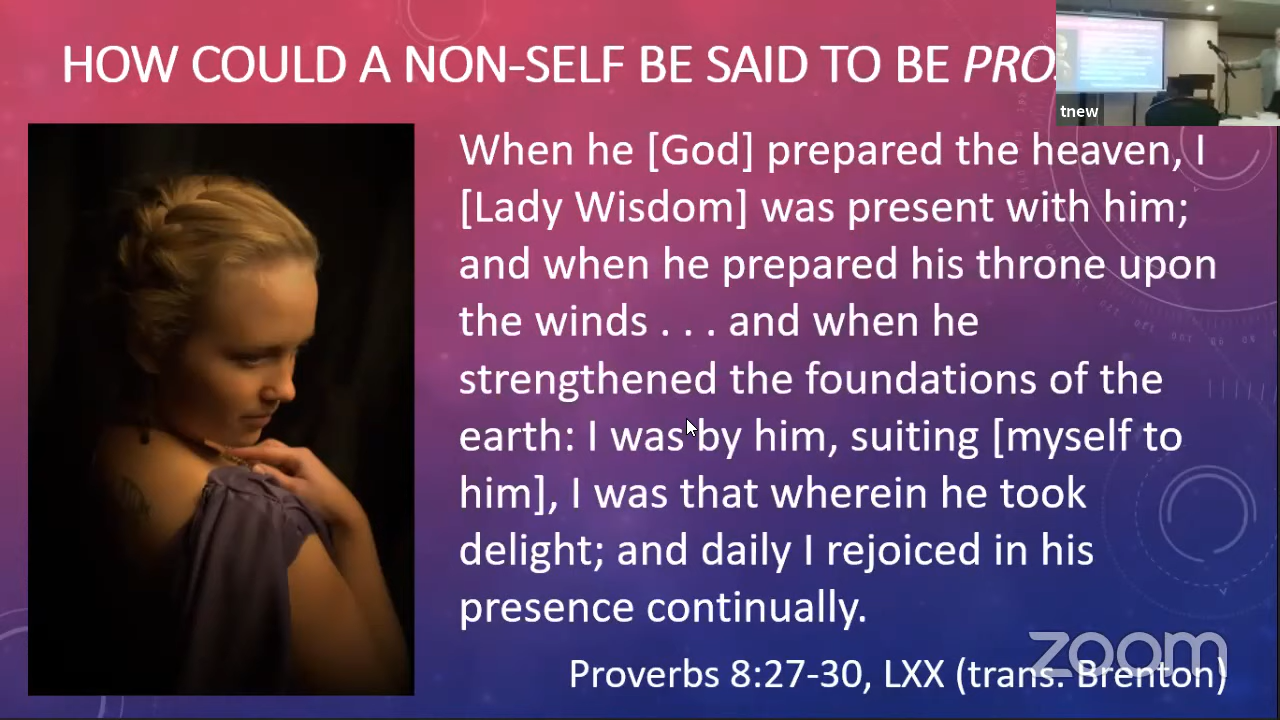 HOW COULD A NON-SELF BE SAID TO BE PRO
tnew
When he [God] prepared the heaven, I
[Lady Wisdom] was present with him;
and when he prepared his throne upon
the winds . . . and when he
strengthened the foundations of the
earth: I was by him, suiting [myself to
him], I was that wherein he took
delight; and daily I rejoiced in his
presence continually.
zoom
Proverbs 8:27-30, LXX (trans. Brenton)